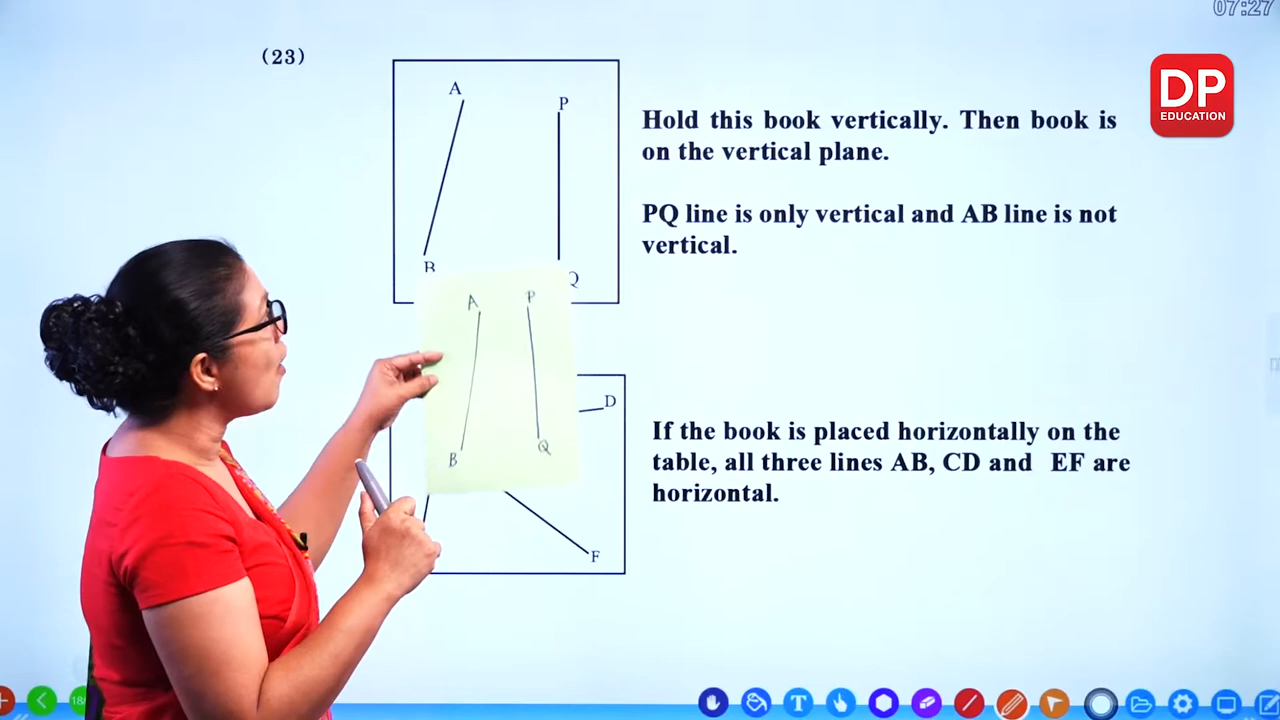 07:27
(23)
DP
EDUCATION
A
P
Hold this book vertically. Then book is
on the vertical plane.
PQ line is only vertical and AB line is not
vertical.
B
Q
A
P
B
Q
D
If the book is placed horizontally on the
table, all three lines AB, CD and EF are
horizontal.
F
T